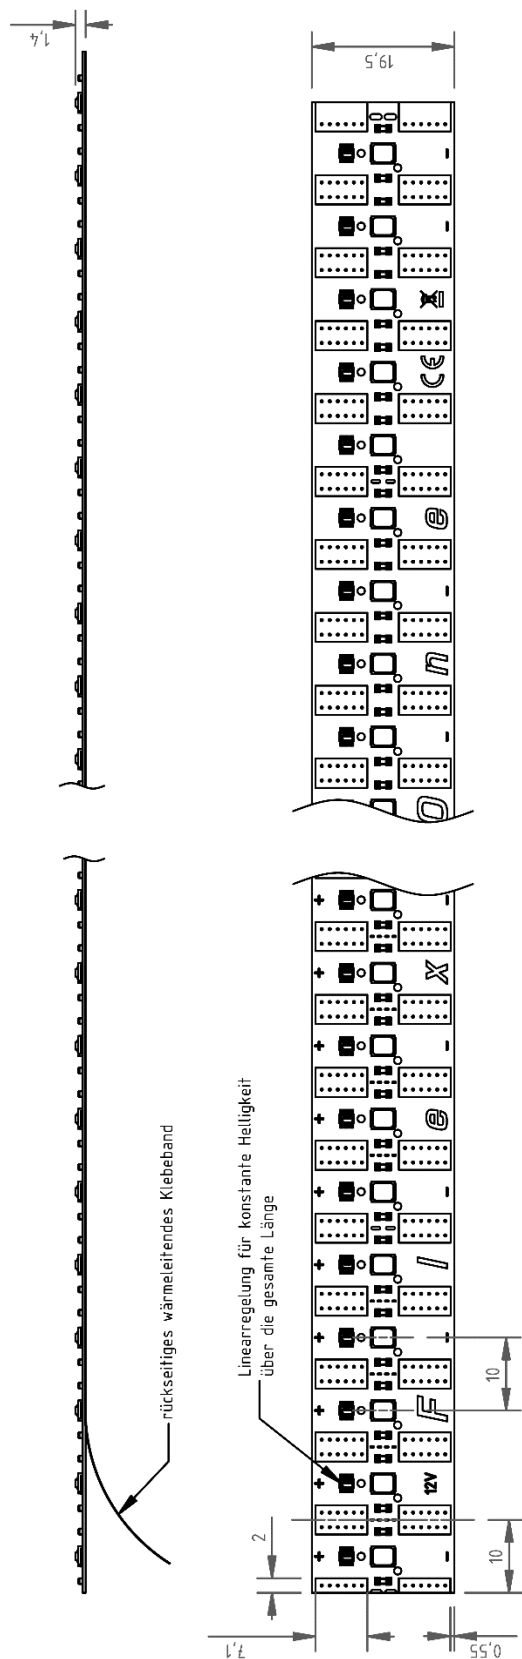 1,4
19,5
rückseitiges wärmeleitendes Klebeband
Linearregelung für konstante Helligkeit
über die gesamte Länge
+ + + + + + + + + +
12V F l e x O n e CE
- - - - - - -
10
10
2
7,1
0,55